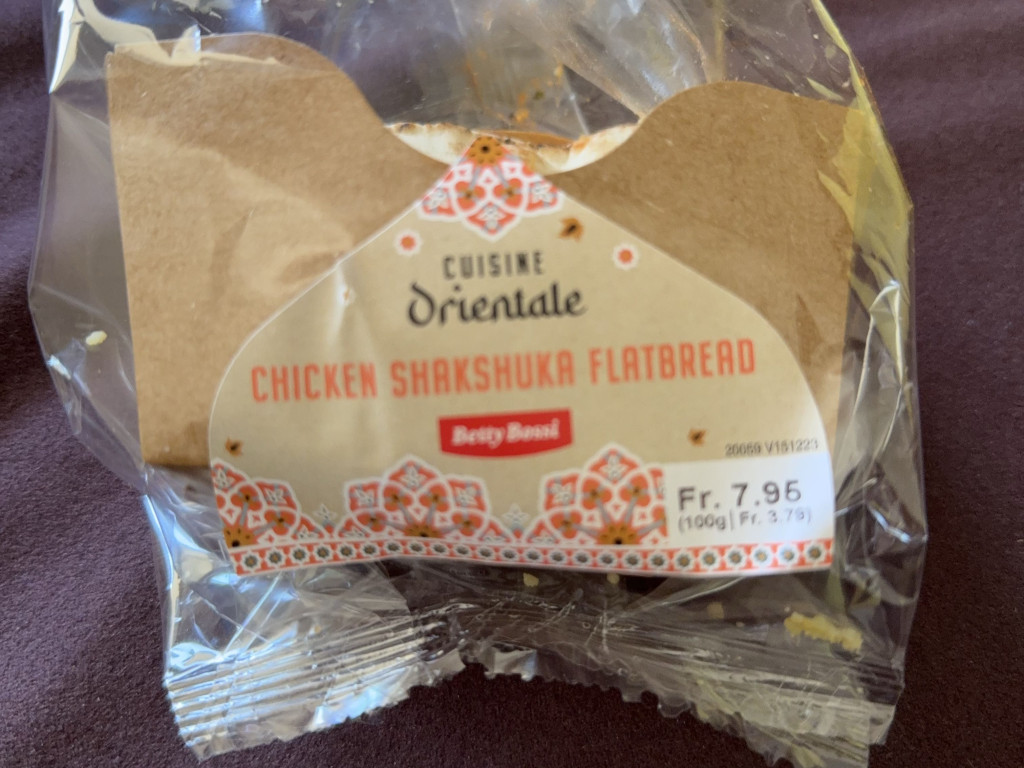 CUISINE
Orientale
CHICKEN SHAKSHUKA FLATBREAD
Betty Bossi
20059 V151223
Fr. 7.95
(100g | Fr. 3.79)